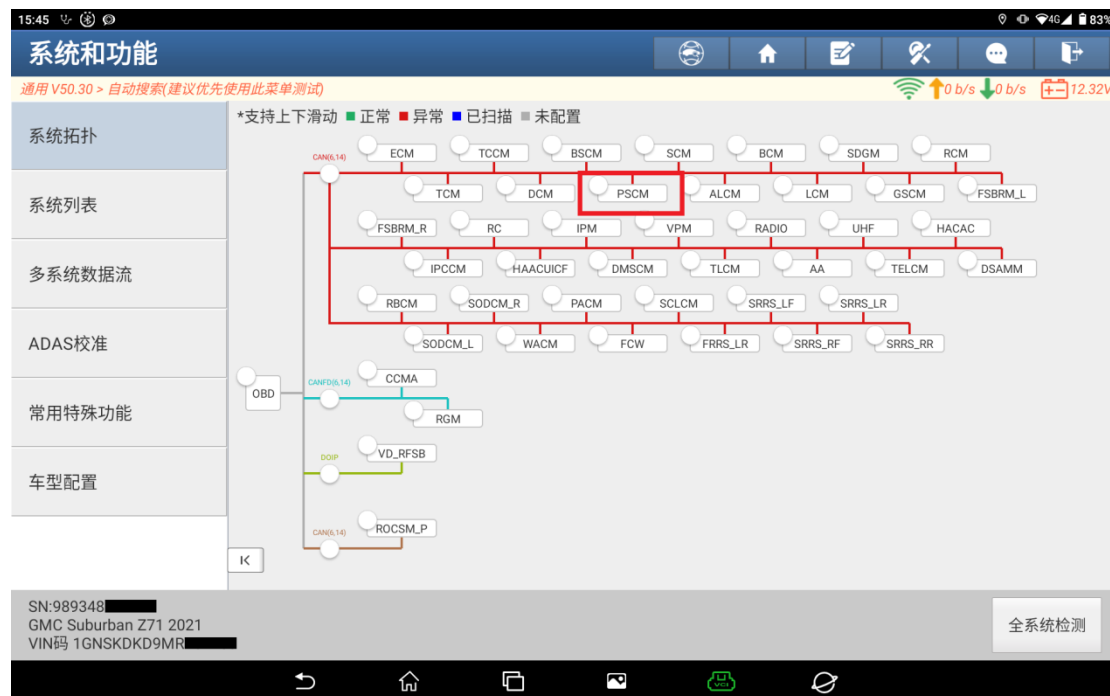 15:45
4G 83%
系统和功能
通用 V50.30 > 自动搜索(建议优先使用此菜单测试)
0 b/s 0 b/s 12.32V
系统拓扑
系统列表
多系统数据流
ADAS校准
常用特殊功能
车型配置
*支持上下滑动 正常 异常 已扫描 未配置
CAN(6,14)
ECM TCCM BSCM SCM BCM SDGM RCM
TCM DCM PSCM ALCM LCM GSCM FSBRM_L
FSBRM_R RC IPM VPM RADIO UHF HACAC
IPCCM HAACUICF DMSCM TLCM AA TELCM DSAMM
RBCM SODCM_R PACM SCLCM SRRS_LF SRRS_LR
SODCM_L WACM FCW FRRS_LR SRRS_RF SRRS_RR
OBD
CANFD(6,14)
CCMA
RGM
DOIP
VD_RFSB
CAN(6,14)
ROCSM_P
SN:989348
GMC Suburban Z71 2021
VIN码 1GNSKDKD9MR
全系统检测
VCI